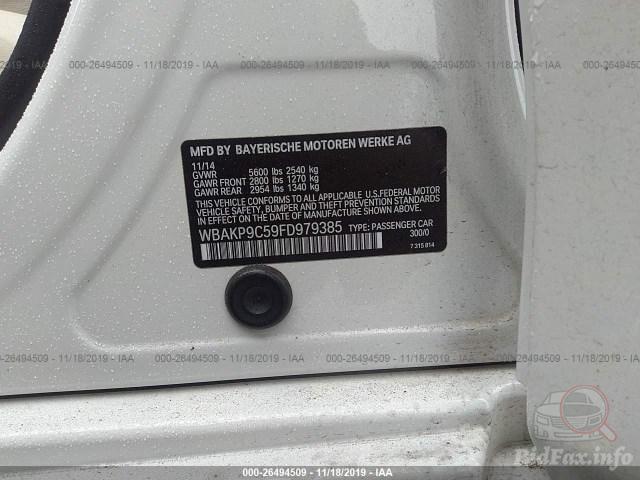 000-26494509 - 11/18/2019 - IAA
MFD BY BAYERISCHE MOTOREN WERKE AG
11/14
GVWR 5600 lbs 2540 kg
GAWR FRONT 2800 lbs 1270 kg
GAWR REAR 2954 lbs 1340 kg
THIS VEHICLE CONFORMS TO ALL APPLICABLE U.S.FEDERAL MOTOR
VEHICLE SAFETY, BUMPER, AND THEFT PREVENTION STANDARDS
IN EFFECT ON THE DATE OF MANUFACTURE SHOWN ABOVE.
WBAKP9C59FD979385 TYPE: PASSENGER CAR
300/0
7 315 814
000-26494509 - 11/18/2019 - IAA
000-26494509 - 11/18/2019 - IAA
BidFax.info